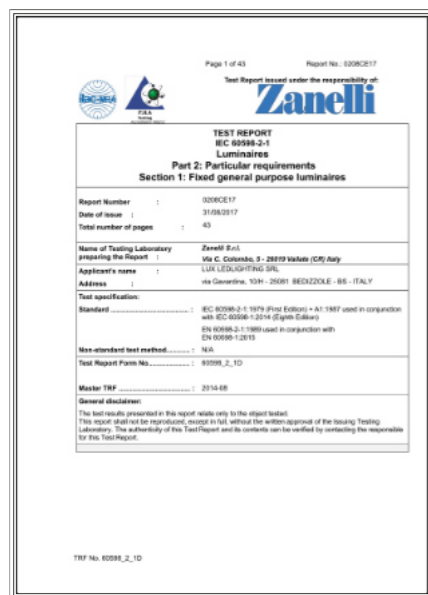 Page 1 of 43 Report No.: 0208CE17
Test Report issued under the responsibility of:
ilac-MRA
Zanelli
TEST REPORT
IEC 60598-2-1
Luminaires
Part 2: Particular requirements
Section 1: Fixed general purpose luminaires
Report Number : 0208CE17
Date of issue : 31/08/2017
Total number of pages : 43
Name of Testing Laboratory Zanelli S.r.l.
preparing the Report : Via C. Colombo, 5 - 26010 Vailate (CR) Italy
Applicant's name : LUX LEDLIGHTING SRL
Address : via Gavardina, 10/H - 25081 BEDIZZOLE - BS - ITALY
Test specification:
Standard : IEC 60598-2-1:1979 (First Edition) + A1:1987 used in conjunction
with IEC 60598-1:2014 (Eighth Edition)
EN 60598-2-1:1989 used in conjunction with
EN 60598-1:2015
Non-standard test method : N/A
Test Report Form No. : 60598_2_1D
Master TRF : 2014-08
General disclaimer:
The test results presented in this report relate only to the object tested.
This report shall not be reproduced, except in full, without the written approval of the Issuing Testing
Laboratory. The authenticity of this Test Report and its contents can be verified by contacting the responsible
for this Test Report.
TRF No. 60598_2_1D